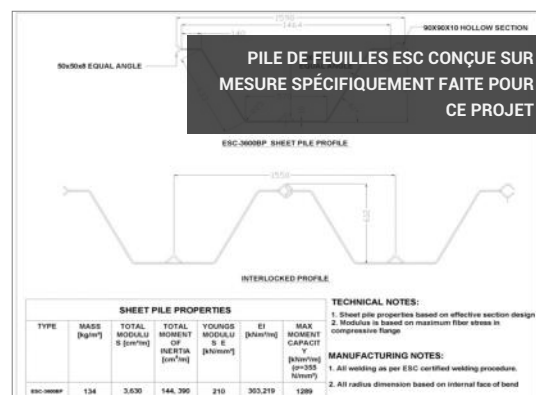 90X90X10 HOLLOW SECTION
50x50x8 EQUAL ANGLE
PILE DE FEUILLES ESC CONÇUE SUR
MESURE SPÉCIFIQUEMENT FAITE POUR
CE PROJET
ESC-3600BP SHEET PILE PROFILE
INTERLOCKED PROFILE
SHEET PILE PROPERTIES
TYPE
MASS
[kg/m²]
TOTAL
MODULU
S [cm³/m]
TOTAL
MOMENT
OF
INERTIA
[cm⁴/m]
YOUNGS
MODULU
S E
[kN/mm²]
EI
[kNm²/m]
MAX
MOMENT
CAPACIT
Y
[kNm²/m]
(σ=355
N/mm²)
ESC-3600BP 134 3,630 144, 390 210 303,219 1289
TECHNICAL NOTES:
1. Sheet pile properties based on effective section design
2. Modulus is based on maximum fiber stress in
compressive flange
MANUFACTURING NOTES:
1. All welding as per ESC certified welding procedure.
2. All radius dimension based on internal face of bend